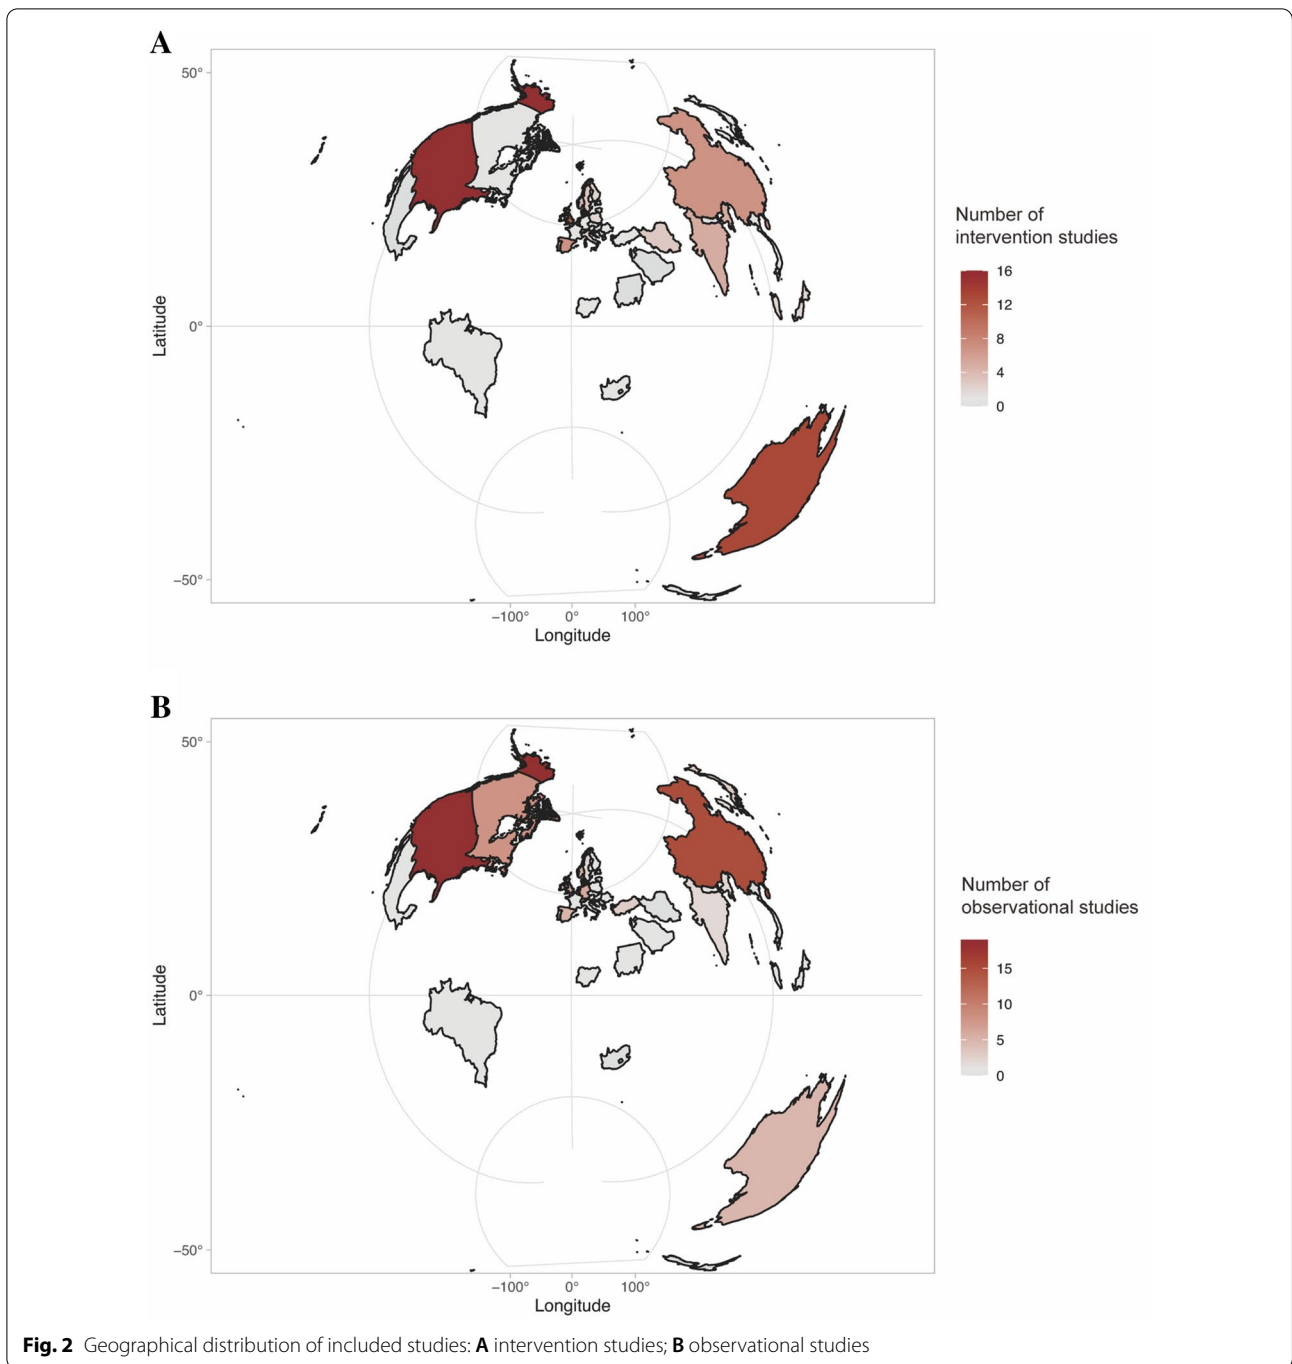 A
50°
0°
−50°
Latitude
−100°
0°
100°
Longitude
Number of
intervention studies
16
12
8
4
0
B
50°
0°
−50°
Latitude
−100°
0°
100°
Longitude
Number of
observational studies
15
10
5
0
Fig. 2 Geographical distribution of included studies: A intervention studies; B observational studies